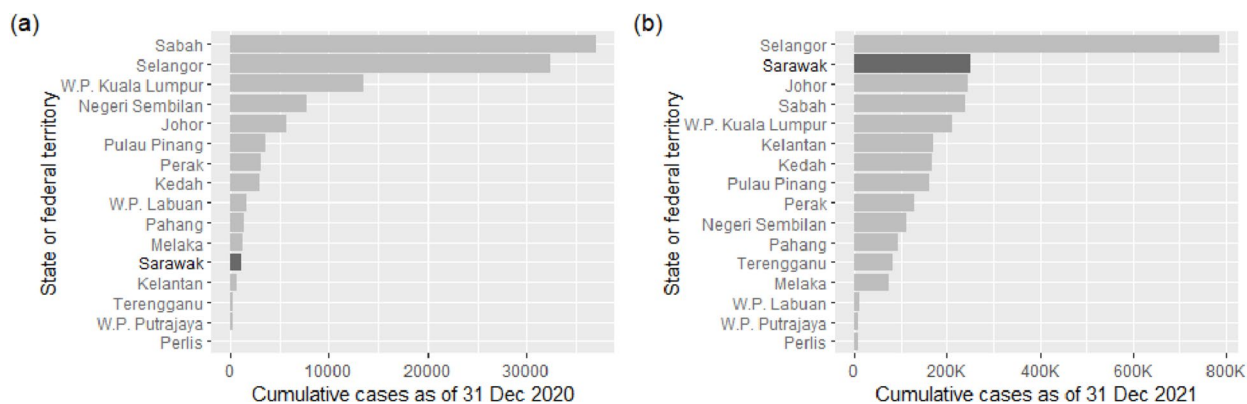 (a)
State or federal territory
Sabah
Selangor
W.P. Kuala Lumpur
Negeri Sembilan
Johor
Pulau Pinang
Perak
Kedah
W.P. Labuan
Pahang
Melaka
Sarawak
Kelantan
Terengganu
W.P. Putrajaya
Perlis
0 10000 20000 30000
Cumulative cases as of 31 Dec 2020
(b)
State or federal territory
Selangor
Sarawak
Johor
Sabah
W.P. Kuala Lumpur
Kelantan
Kedah
Pulau Pinang
Perak
Negeri Sembilan
Pahang
Terengganu
Melaka
W.P. Labuan
W.P. Putrajaya
Perlis
0 200K 400K 600K 800K
Cumulative cases as of 31 Dec 2021